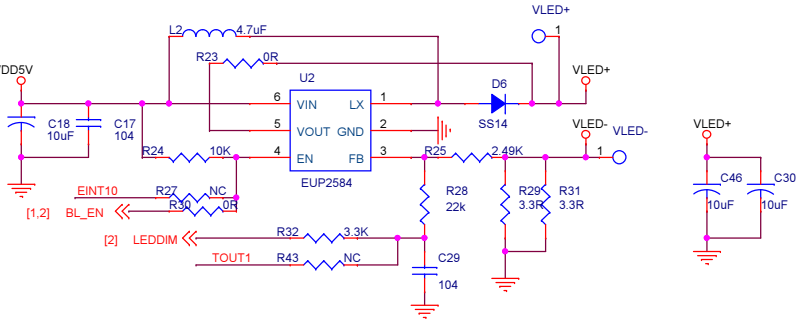 VLED+
L2 4.7uF
1
R23 0R
VDD5V
U2
D6
VLED+
6 VIN LX 1
C18 C17
10uF 104
5 VOUT GND 2
SS14
VLED- VLED-
VLED+
R24 10K
4 EN FB 3
R25 2.49K
1
EUP2584
EINT10 R27 NC
R28
22k
R29 R31
3.3R 3.3R
C46 C30
10uF 10uF
[1,2] BL_EN R30 0R
[2] LEDDIM R32 3.3K
TOUT1 R43 NC
C29
104